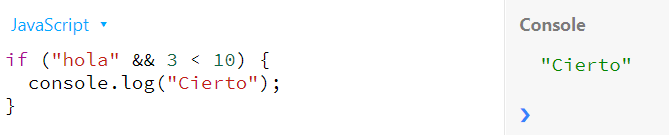 JavaScript
if ("hola" && 3 < 10) {
  console.log("Cierto");
}
Console
"Cierto"